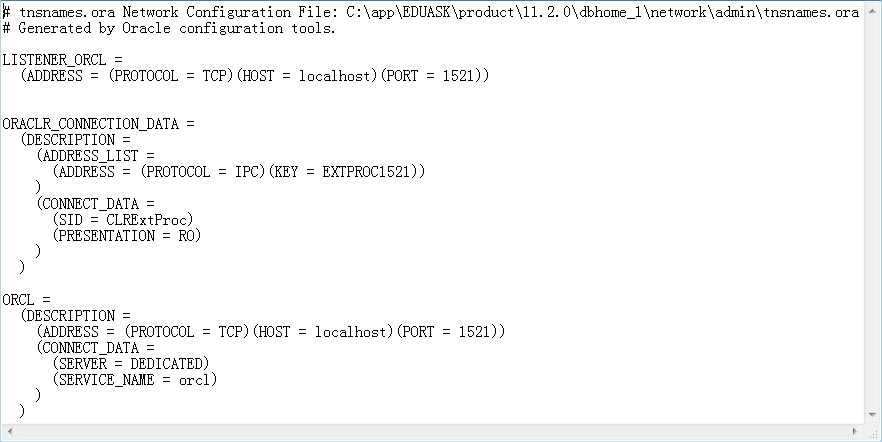 # tnsnames.ora Network Configuration File: C:\app\EDUASK\product\11.2.0\dbhome_1\network\admin\tnsnames.ora
# Generated by Oracle configuration tools.
LISTENER_ORCL =
  (ADDRESS = (PROTOCOL = TCP)(HOST = localhost)(PORT = 1521))
ORACLR_CONNECTION_DATA =
  (DESCRIPTION =
    (ADDRESS_LIST =
      (ADDRESS = (PROTOCOL = IPC)(KEY = EXTPROC1521))
    )
    (CONNECT_DATA =
      (SID = CLRExtProc)
      (PRESENTATION = RO)
    )
  )
ORCL =
  (DESCRIPTION =
    (ADDRESS = (PROTOCOL = TCP)(HOST = localhost)(PORT = 1521))
    (CONNECT_DATA =
      (SERVER = DEDICATED)
      (SERVICE_NAME = orcl)
    )
  )